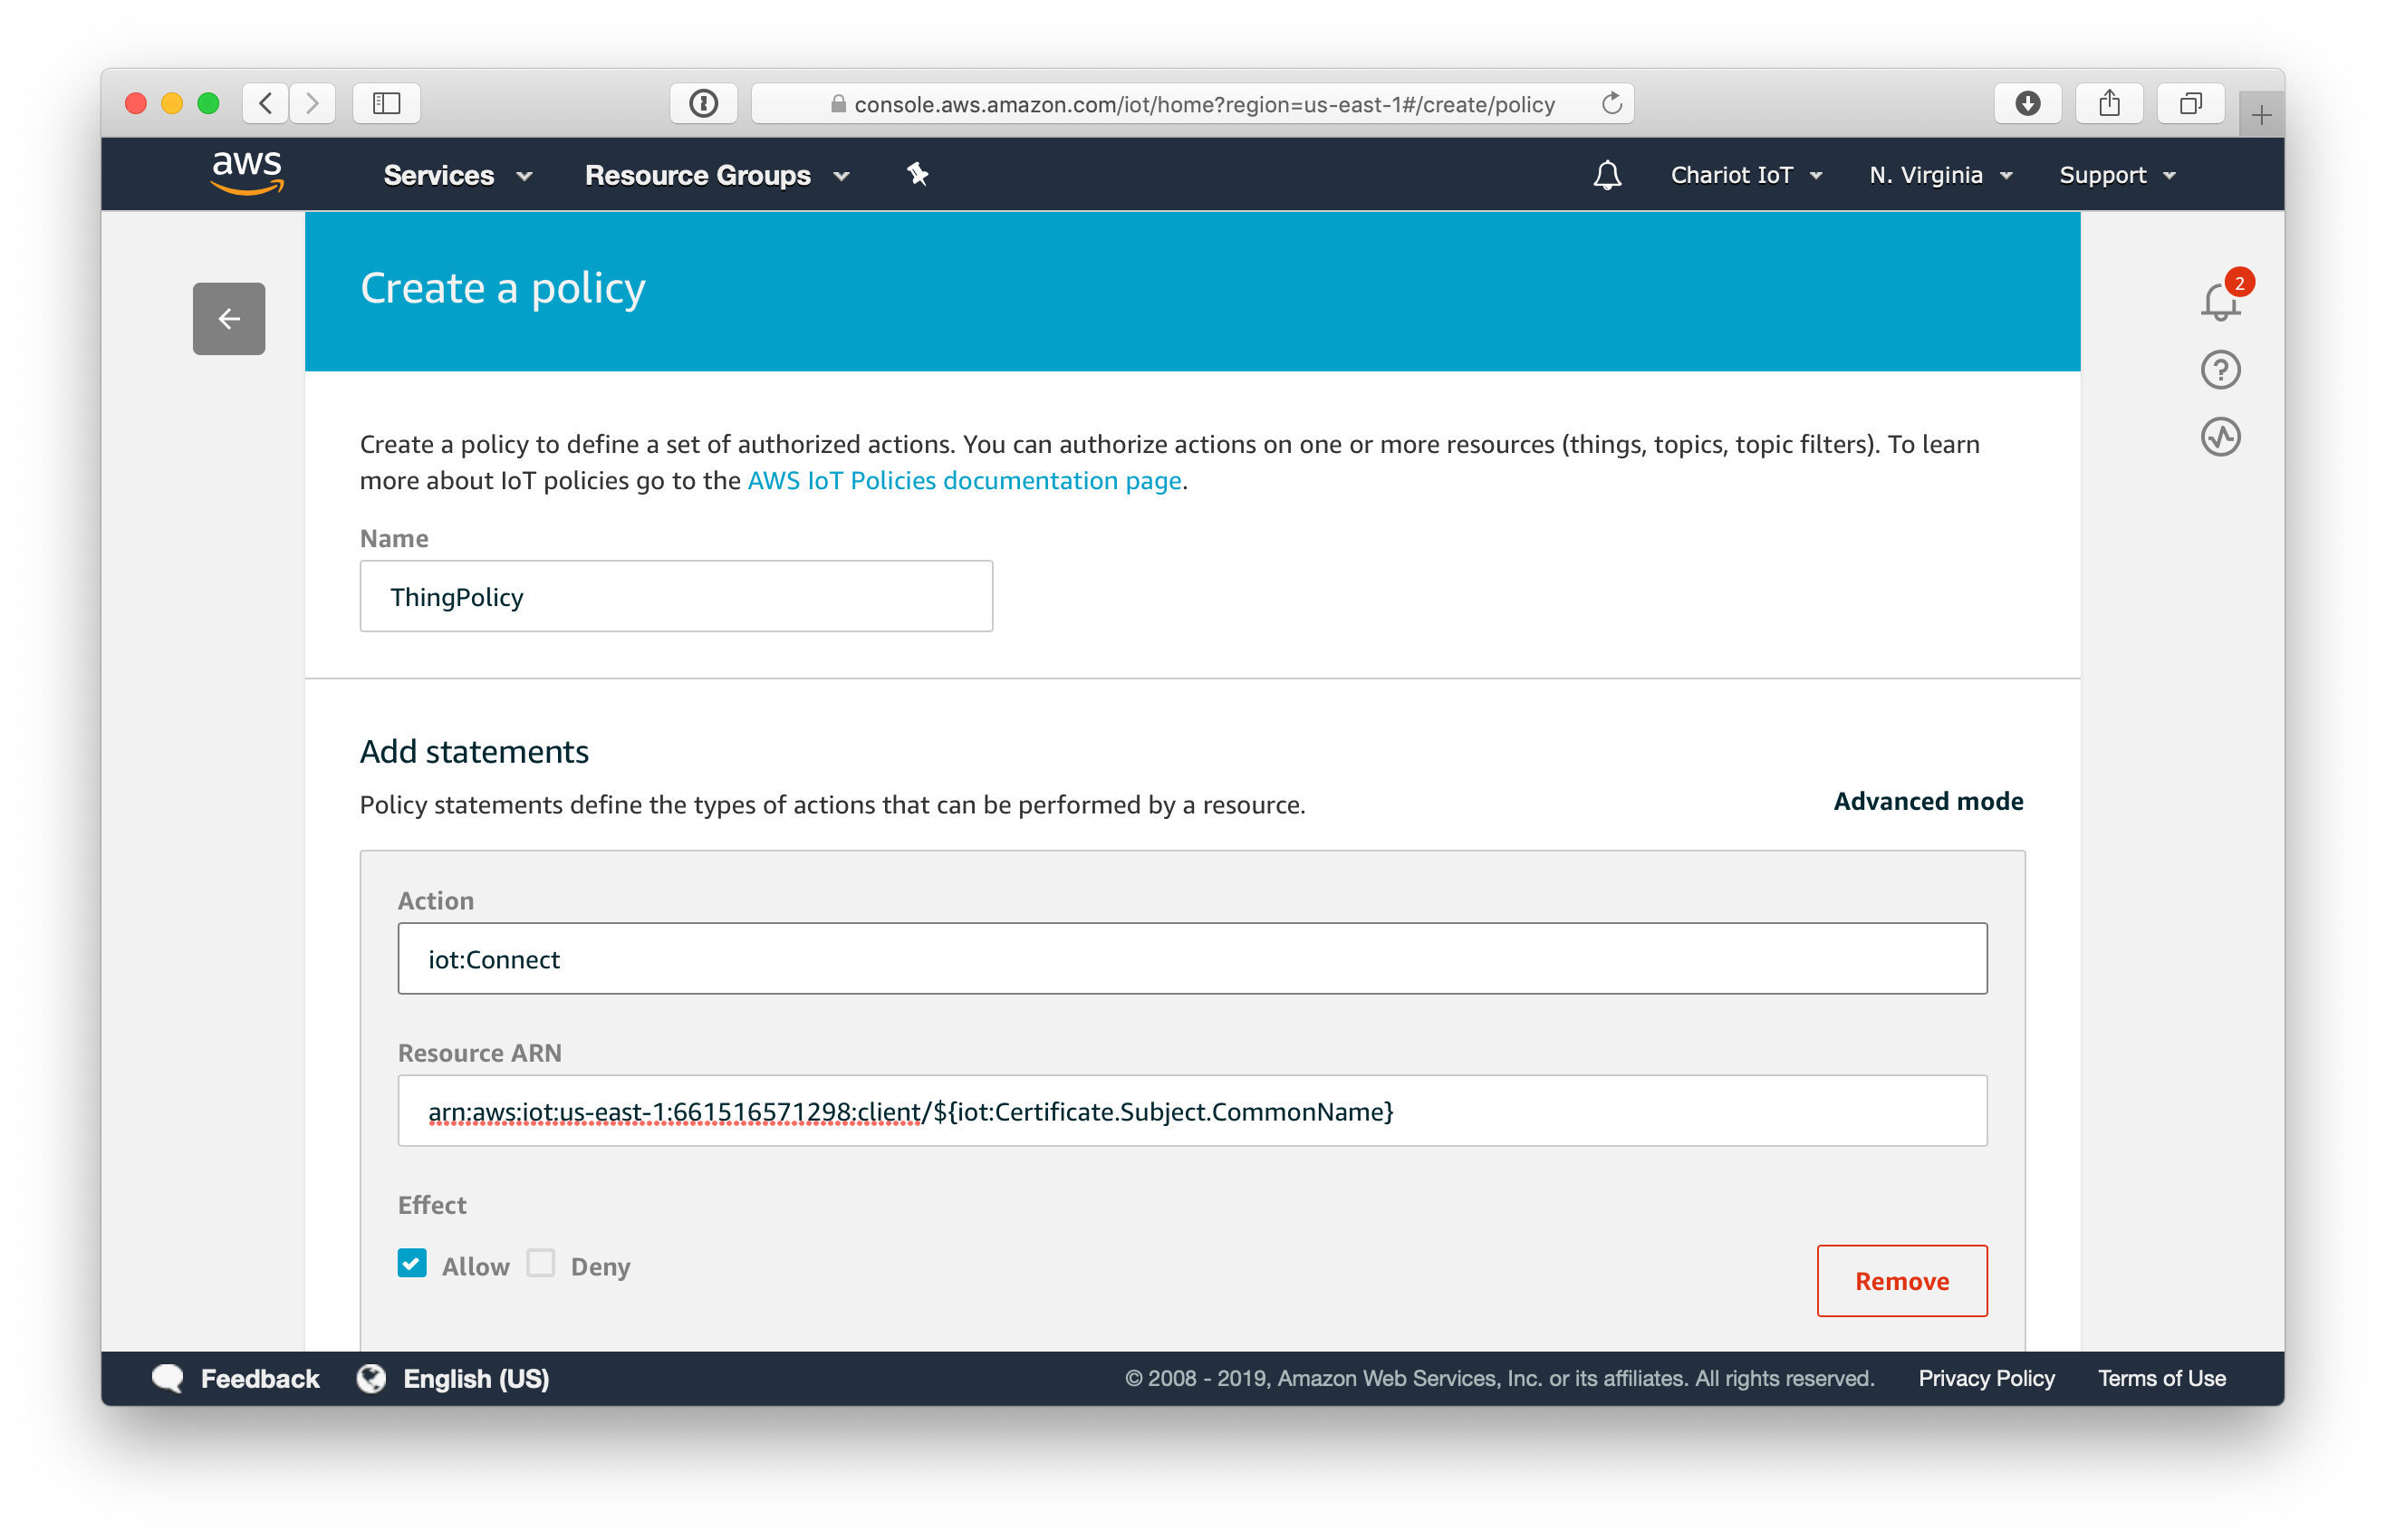 console.aws.amazon.com/iot/home?region=us-east-1#/create/policy
aws
Services
Resource Groups
Chariot IoT
N. Virginia
Support
Create a policy
2
Create a policy to define a set of authorized actions. You can authorize actions on one or more resources (things, topics, topic filters). To learn
more about IoT policies go to the AWS IoT Policies documentation page.
Name
ThingPolicy
Add statements
Policy statements define the types of actions that can be performed by a resource.
Advanced mode
Action
iot:Connect
Resource ARN
arn:aws:iot:us-east-1:661516571298:client/${iot:Certificate.Subject.CommonName}
Effect
Allow
Deny
Remove
Feedback
English (US)
© 2008 - 2019, Amazon Web Services, Inc. or its affiliates. All rights reserved.
Privacy Policy
Terms of Use